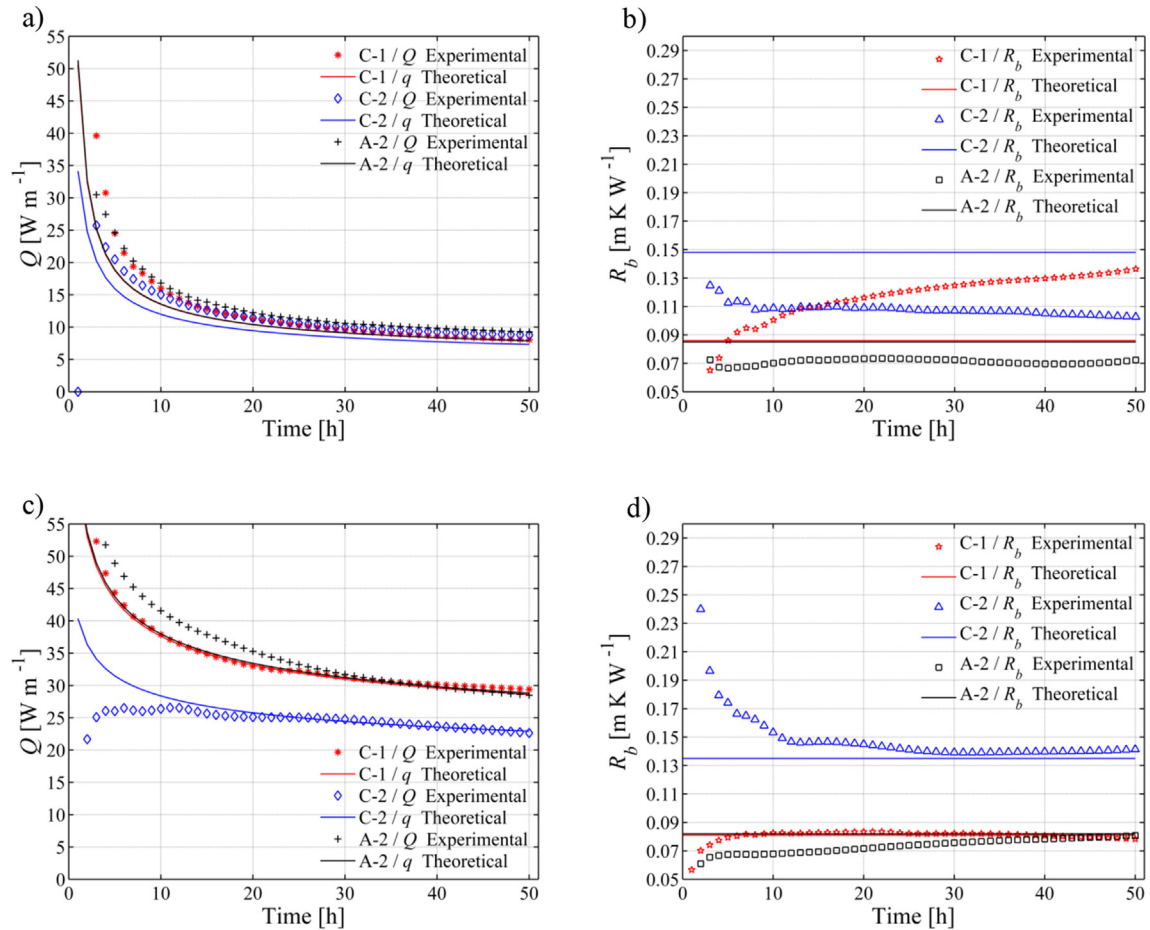 a)
55
50
45
40
35
30
25
20
15
10
5
0
Q [W m -1]
0 10 20 30 40 50
Time [h]
C-1 / Q Experimental
C-1 / q Theoretical
C-2 / Q Experimental
C-2 / q Theoretical
A-2 / Q Experimental
A-2 / q Theoretical
b)
0.29
0.27
0.25
0.23
0.21
0.19
0.17
0.15
0.13
0.11
0.09
0.07
0.05
R_b [m K W-1]
0 10 20 30 40 50
Time [h]
C-1 / R_b Experimental
C-1 / R_b Theoretical
C-2 / R_b Experimental
C-2 / R_b Theoretical
A-2 / R_b Experimental
A-2 / R_b Theoretical
c)
55
50
45
40
35
30
25
20
15
10
5
0
Q [W m -1]
0 10 20 30 40 50
Time [h]
C-1 / Q Experimental
C-1 / q Theoretical
C-2 / Q Experimental
C-2 / q Theoretical
A-2 / Q Experimental
A-2 / q Theoretical
d)
0.29
0.27
0.25
0.23
0.21
0.19
0.17
0.15
0.13
0.11
0.09
0.07
0.05
R_b [m K W-1]
0 10 20 30 40 50
Time [h]
C-1 / R_b Experimental
C-1 / R_b Theoretical
C-2 / R_b Experimental
C-2 / R_b Theoretical
A-2 / R_b Experimental
A-2 / R_b Theoretical